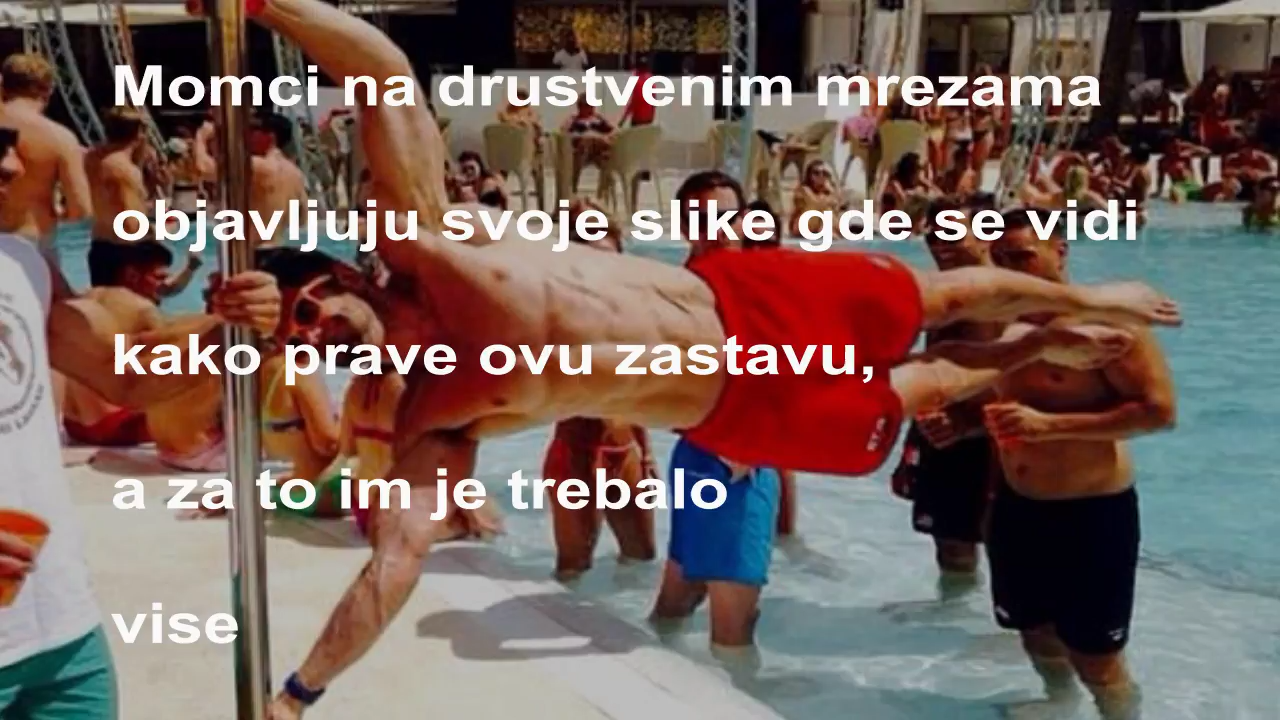 Momci na drustvenim mrezama
objavljuju svoje slike gde se vidi
kako prave ovu zastavu,
a za to im je trebalo
vise